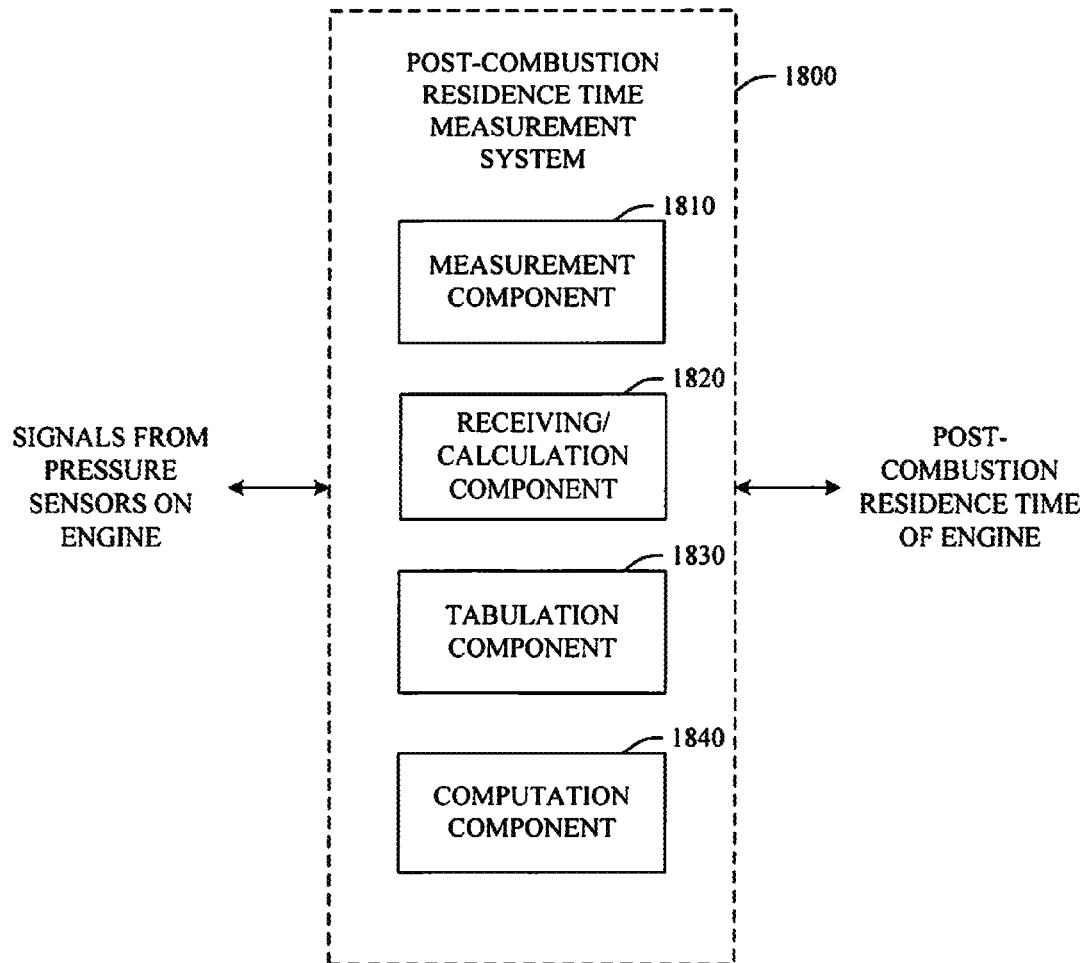 POST-COMBUSTION
RESIDENCE TIME
MEASUREMENT
SYSTEM
1800
1810
MEASUREMENT
COMPONENT
1820
RECEIVING/
CALCULATION
COMPONENT
SIGNALS FROM
PRESSURE
SENSORS ON
ENGINE
POST-
COMBUSTION
RESIDENCE TIME
OF ENGINE
1830
TABULATION
COMPONENT
1840
COMPUTATION
COMPONENT